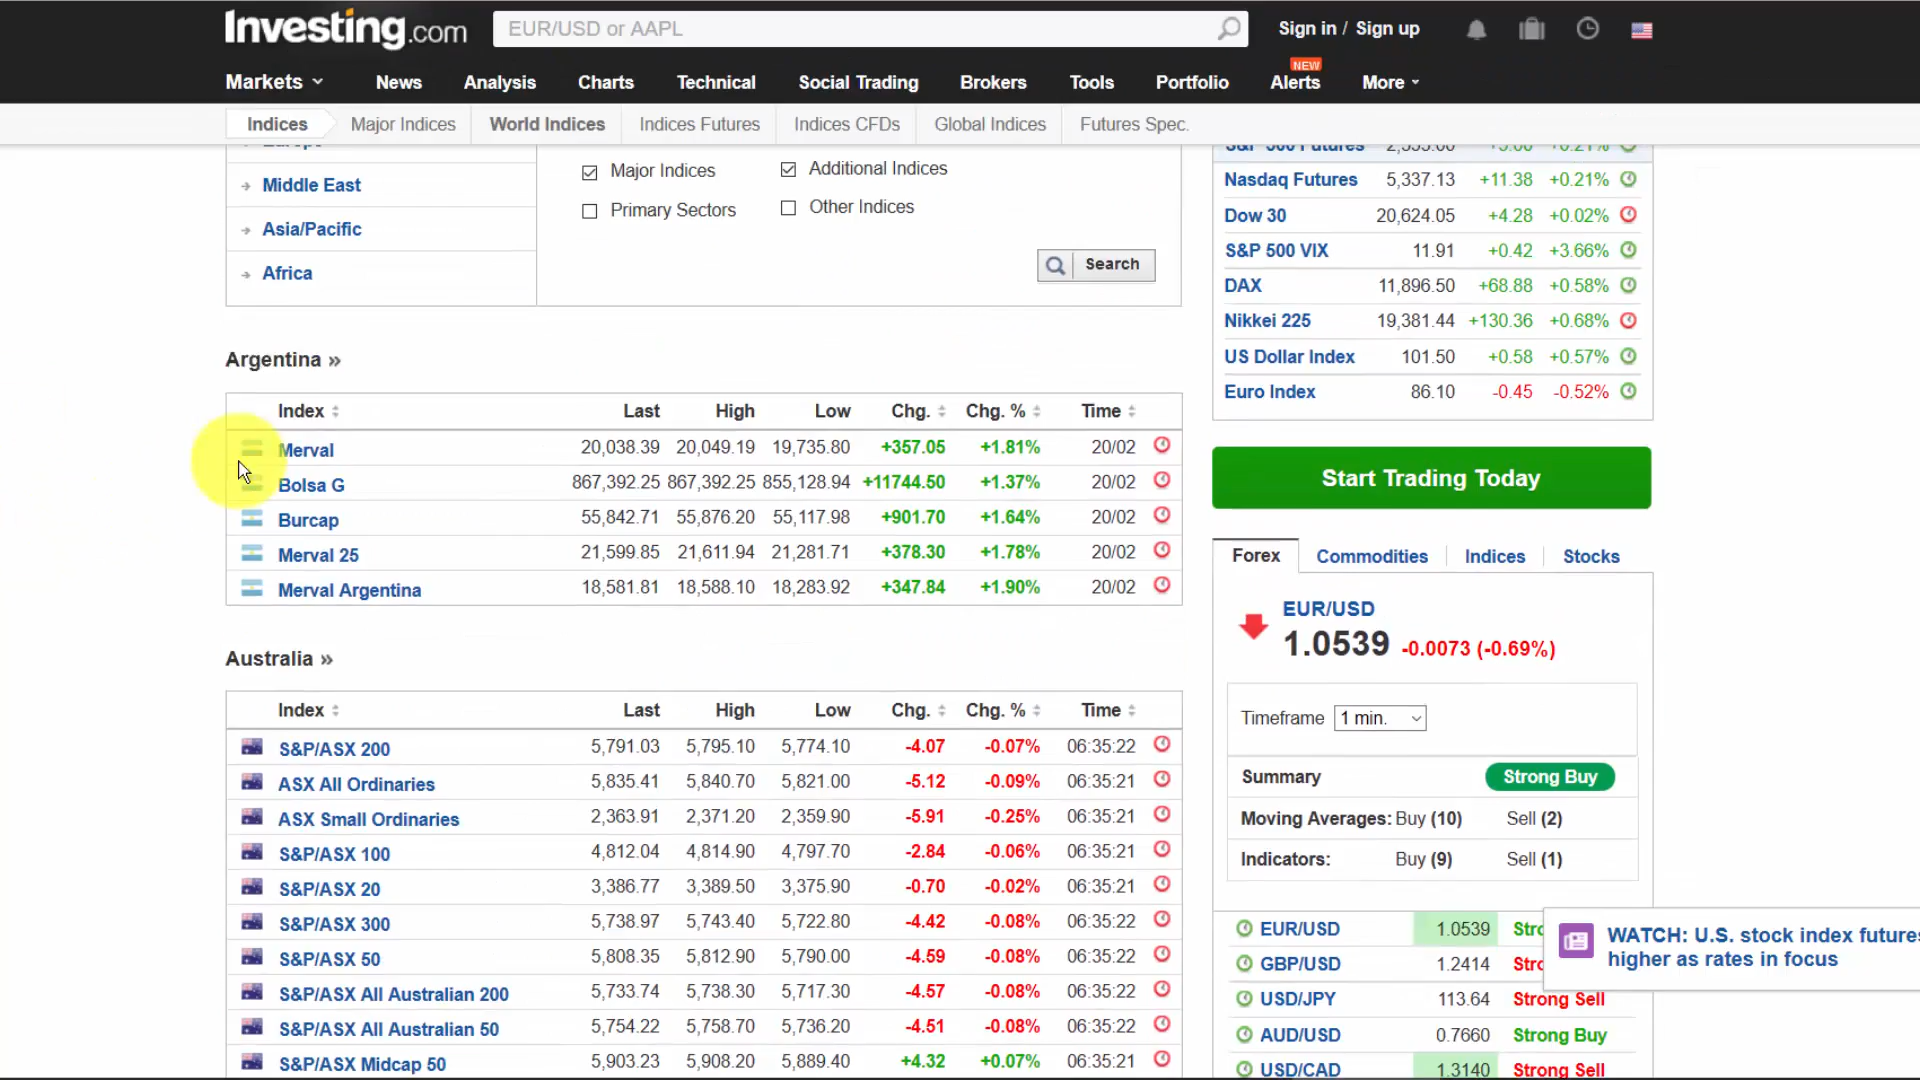 Investing.com EUR/USD or AAPL Sign in / Sign up
Markets News Analysis Charts Technical Social Trading Brokers Tools Portfolio NEW Alerts More
Indices Major Indices World Indices Indices Futures Indices CFDs Global Indices Futures Spec.
Europe
Middle East
Asia/Pacific
Africa
Major Indices Additional Indices
Primary Sectors Other Indices
Search
Argentina »
Index Last High Low Chg. Chg. % Time
Merval 20,038.39 20,049.19 19,735.80 +357.05 +1.81% 20/02
Bolsa G 867,392.25 867,392.25 855,128.94 +11744.50 +1.37% 20/02
Burcap 55,842.71 55,876.20 55,117.98 +901.70 +1.64% 20/02
Merval 25 21,599.85 21,611.94 21,281.71 +378.30 +1.78% 20/02
Merval Argentina 18,581.81 18,588.10 18,283.92 +347.84 +1.90% 20/02
Australia »
Index Last High Low Chg. Chg. % Time
S&P/ASX 200 5,791.03 5,795.10 5,774.10 -4.07 -0.07% 06:35:22
ASX All Ordinaries 5,835.41 5,840.70 5,821.00 -5.12 -0.09% 06:35:21
ASX Small Ordinaries 2,363.91 2,371.20 2,359.90 -5.91 -0.25% 06:35:21
S&P/ASX 100 4,812.04 4,814.90 4,797.70 -2.84 -0.06% 06:35:21
S&P/ASX 20 3,386.77 3,389.50 3,375.90 -0.70 -0.02% 06:35:21
S&P/ASX 300 5,738.97 5,743.40 5,722.80 -4.42 -0.08% 06:35:22
S&P/ASX 50 5,808.35 5,812.90 5,790.00 -4.59 -0.08% 06:35:22
S&P/ASX All Australian 200 5,733.74 5,738.30 5,717.30 -4.57 -0.08% 06:35:22
S&P/ASX All Australian 50 5,754.22 5,758.70 5,736.20 -4.51 -0.08% 06:35:22
S&P/ASX Midcap 50 5,903.23 5,908.20 5,889.40 +4.32 +0.07% 06:35:21
S&P 500 Futures +0.21%
Nasdaq Futures 5,337.13 +11.38 +0.21%
Dow 30 20,624.05 +4.28 +0.02%
S&P 500 VIX 11.91 +0.42 +3.66%
DAX 11,896.50 +68.88 +0.58%
Nikkei 225 19,381.44 +130.36 +0.68%
US Dollar Index 101.50 +0.58 +0.57%
Euro Index 86.10 -0.45 -0.52%
Start Trading Today
Forex Commodities Indices Stocks
EUR/USD
1.0539 -0.0073 (-0.69%)
Timeframe 1 min.
Summary Strong Buy
Moving Averages: Buy (10) Sell (2)
Indicators: Buy (9) Sell (1)
EUR/USD 1.0539
GBP/USD 1.2414
USD/JPY 113.64 Strong Sell
AUD/USD 0.7660 Strong Buy
USD/CAD 1.3140 Strong Sell
WATCH: U.S. stock index futures
higher as rates in focus